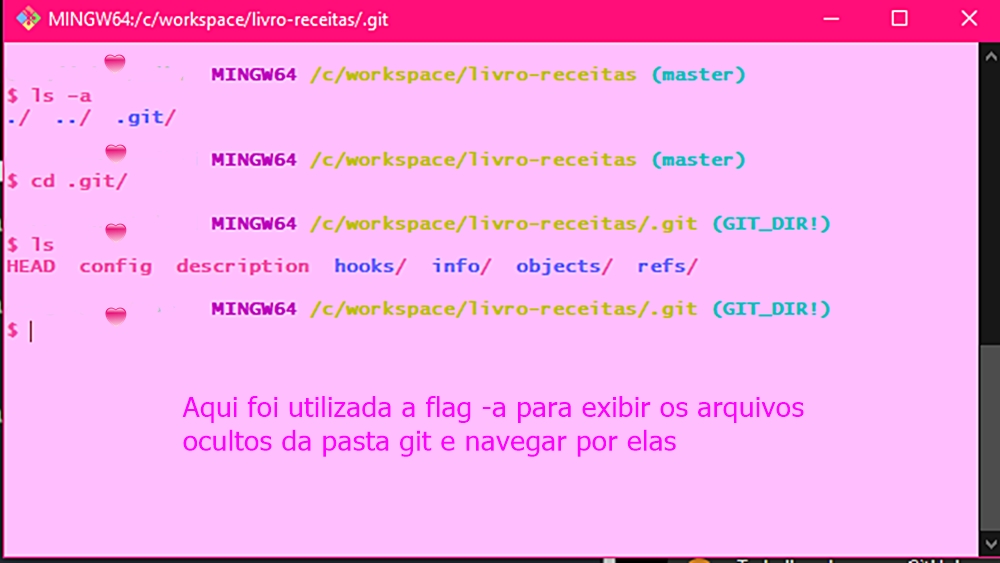 MINGW64:/c/workspace/livro-receitas/.git
MINGW64 /c/workspace/livro-receitas (master)
$ ls -a
./ ../ .git/
MINGW64 /c/workspace/livro-receitas (master)
$ cd .git/
MINGW64 /c/workspace/livro-receitas/.git (GIT_DIR!)
$ ls
HEAD config description hooks/ info/ objects/ refs/
MINGW64 /c/workspace/livro-receitas/.git (GIT_DIR!)
$
Aqui foi utilizada a flag -a para exibir os arquivos
ocultos da pasta git e navegar por elas